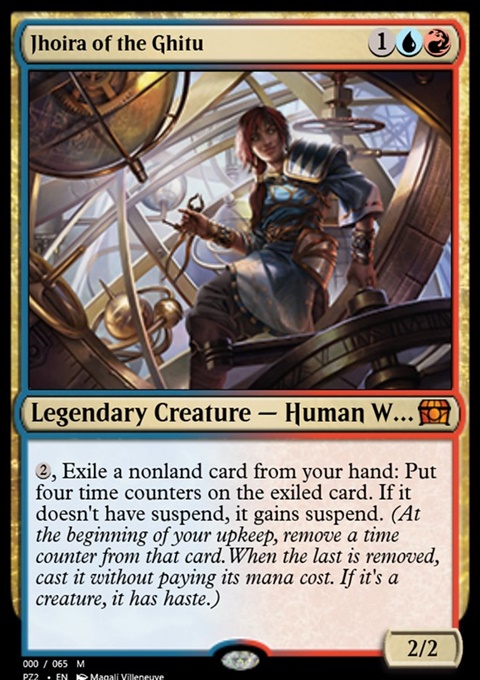 Jhoira of the Ghitu 1
Legendary Creature — Human W...
2, Exile a nonland card from your hand: Put
four time counters on the exiled card. If it
doesn't have suspend, it gains suspend. (At
the beginning of your upkeep, remove a time
counter from that card.When the last is removed,
cast it without paying its mana cost. If it's a
creature, it has haste.)
2/2
000 / 065 M
PZ2 • EN Magali Villeneuve